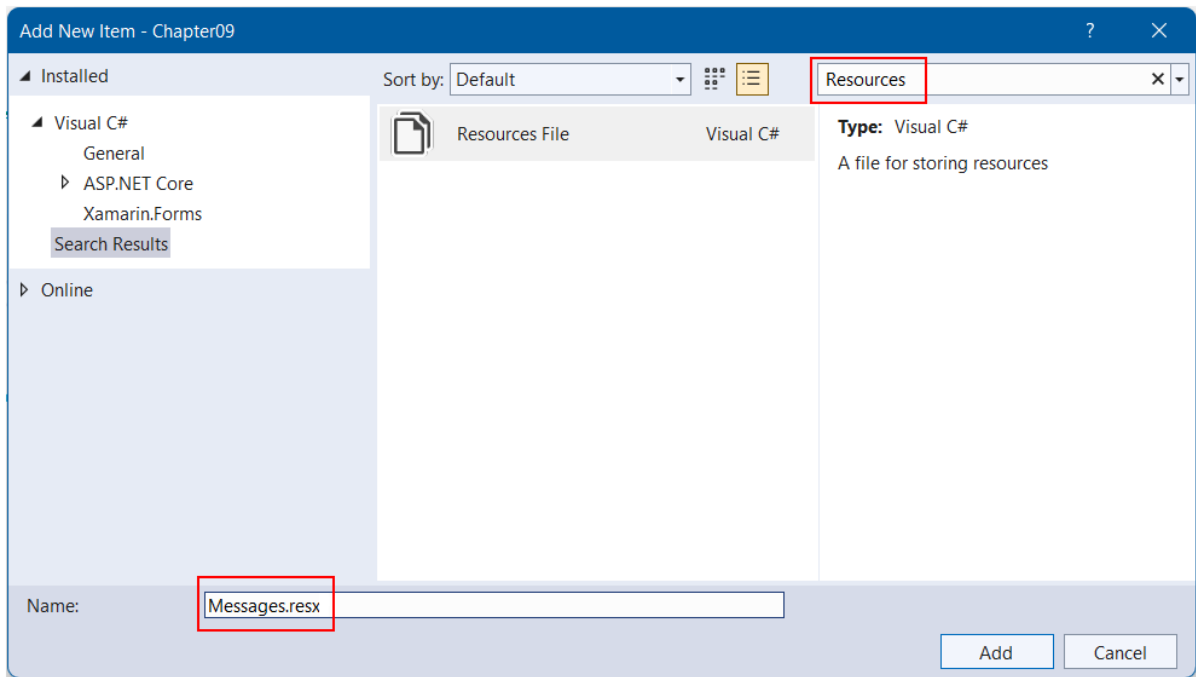 Add New Item - Chapter09
?
Installed
Sort by: Default
Resources
Visual C#
General
ASP.NET Core
Xamarin.Forms
Search Results
Online
Resources File Visual C#
Type: Visual C#
A file for storing resources
Name: Messages.resx
Add Cancel